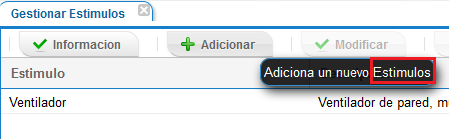 Gestionar Estimulos
Informacion Adicionar Modificar
Estimulo Adiciona un nuevo Estimulos
Ventilador Ventilador de pared,